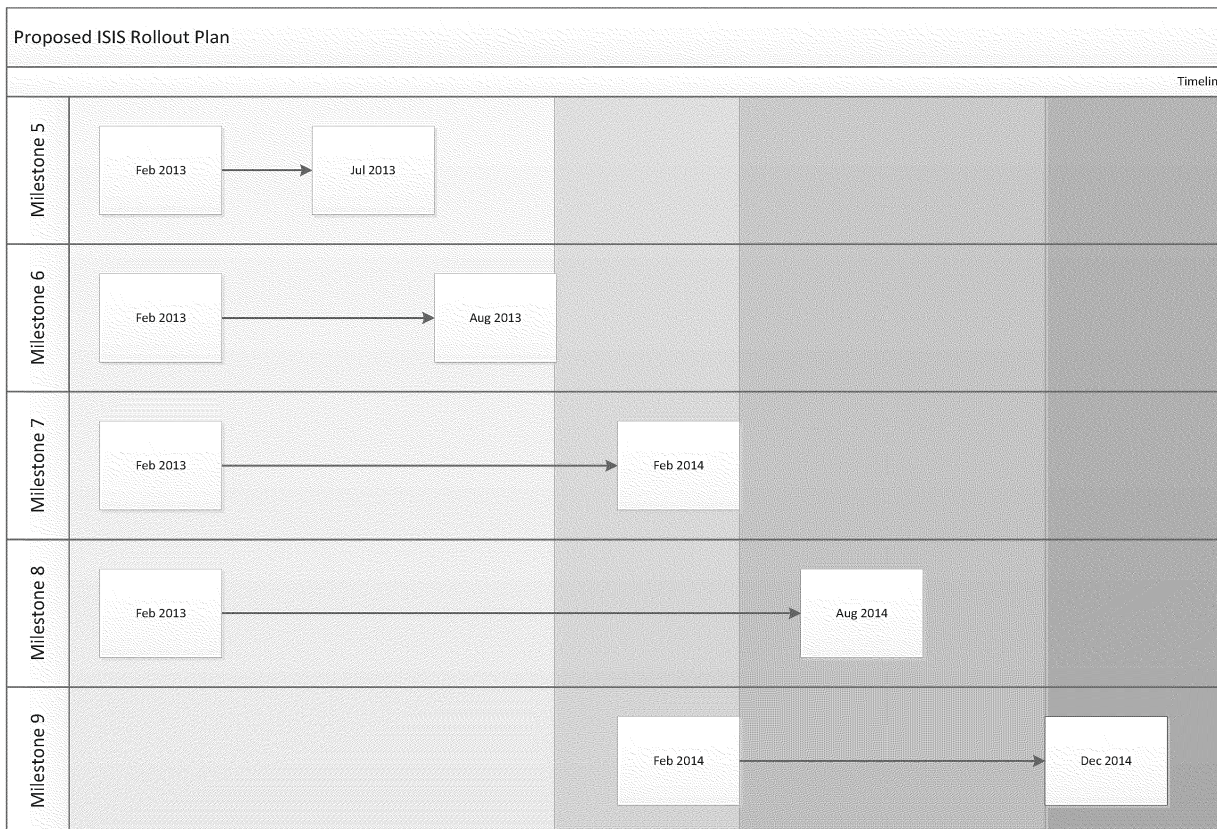 Proposed ISIS Rollout Plan
Timelin
Milestone 5
Feb 2013
Jul 2013
Milestone 6
Feb 2013
Aug 2013
Milestone 7
Feb 2013
Feb 2014
Milestone 8
Feb 2013
Aug 2014
Milestone 9
Feb 2014
Dec 2014